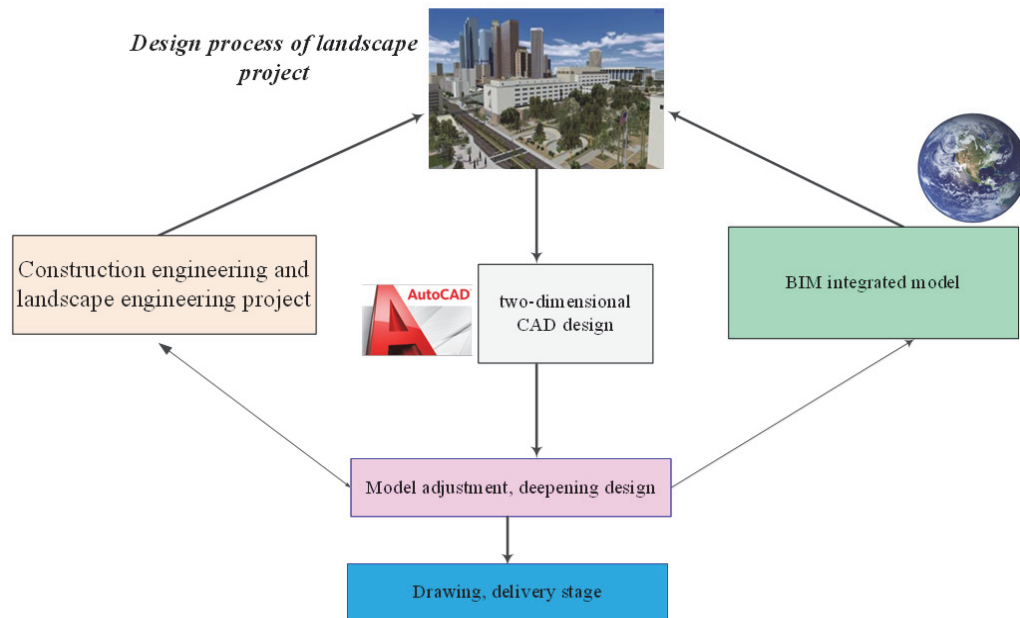 Design process of landscape
project
Construction engineering and
landscape engineering project
AutoCAD
two-dimensional
CAD design
BIM integrated model
Model adjustment, deepening design
Drawing, delivery stage